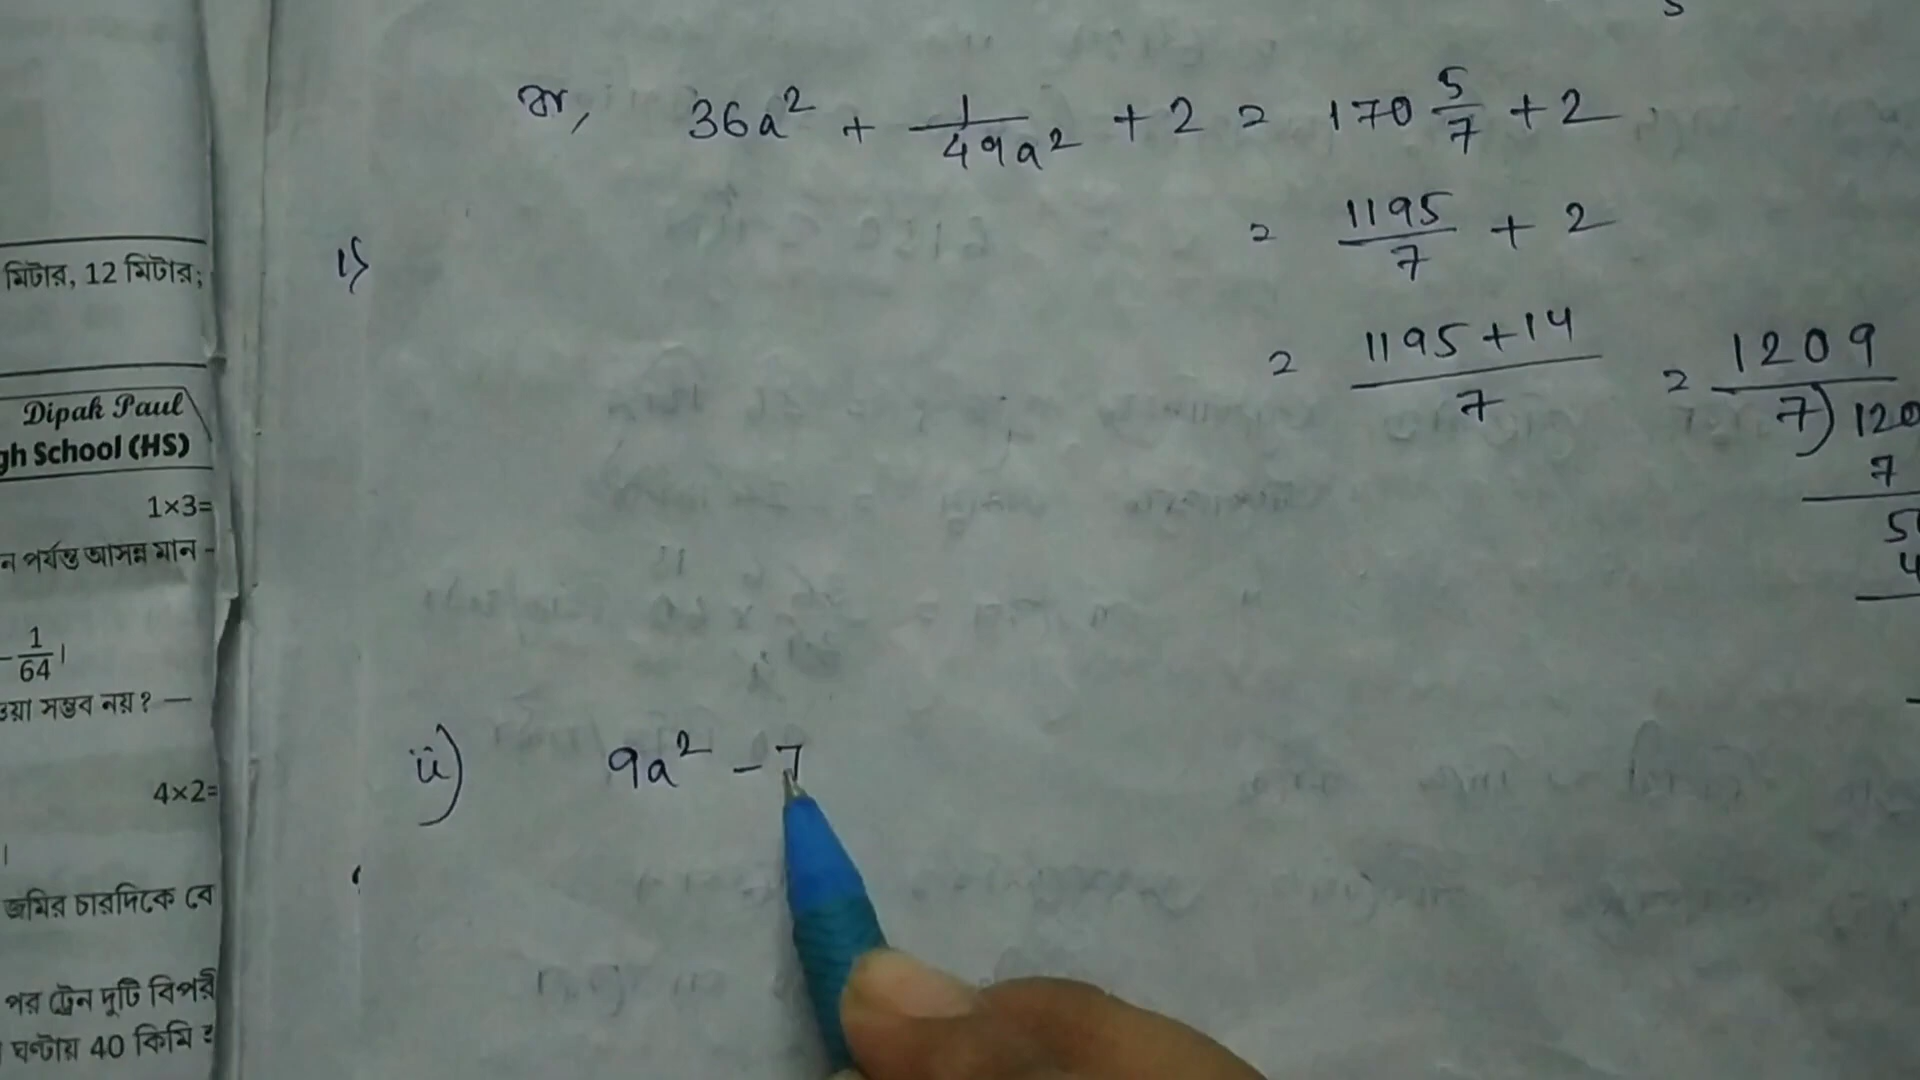 বা, 36a² + 1/49a² + 2 = 170 5/7 + 2
= 1195/7 + 2
= (1195 + 14)/7 = 1209/7
7) 120
7
5
4
ii) 9a² - 7
মিটার, 12 মিটার;
Dipak Paul
gh School (HS)
1×3=
ন পর্যন্ত আসন্ন মান -
- 1/64।
ওয়া সম্ভব নয়? —
4×2=
।
জমির চারদিকে বে
পর ট্রেন দুটি বিপরী
ঘণ্টায় 40 কিমি